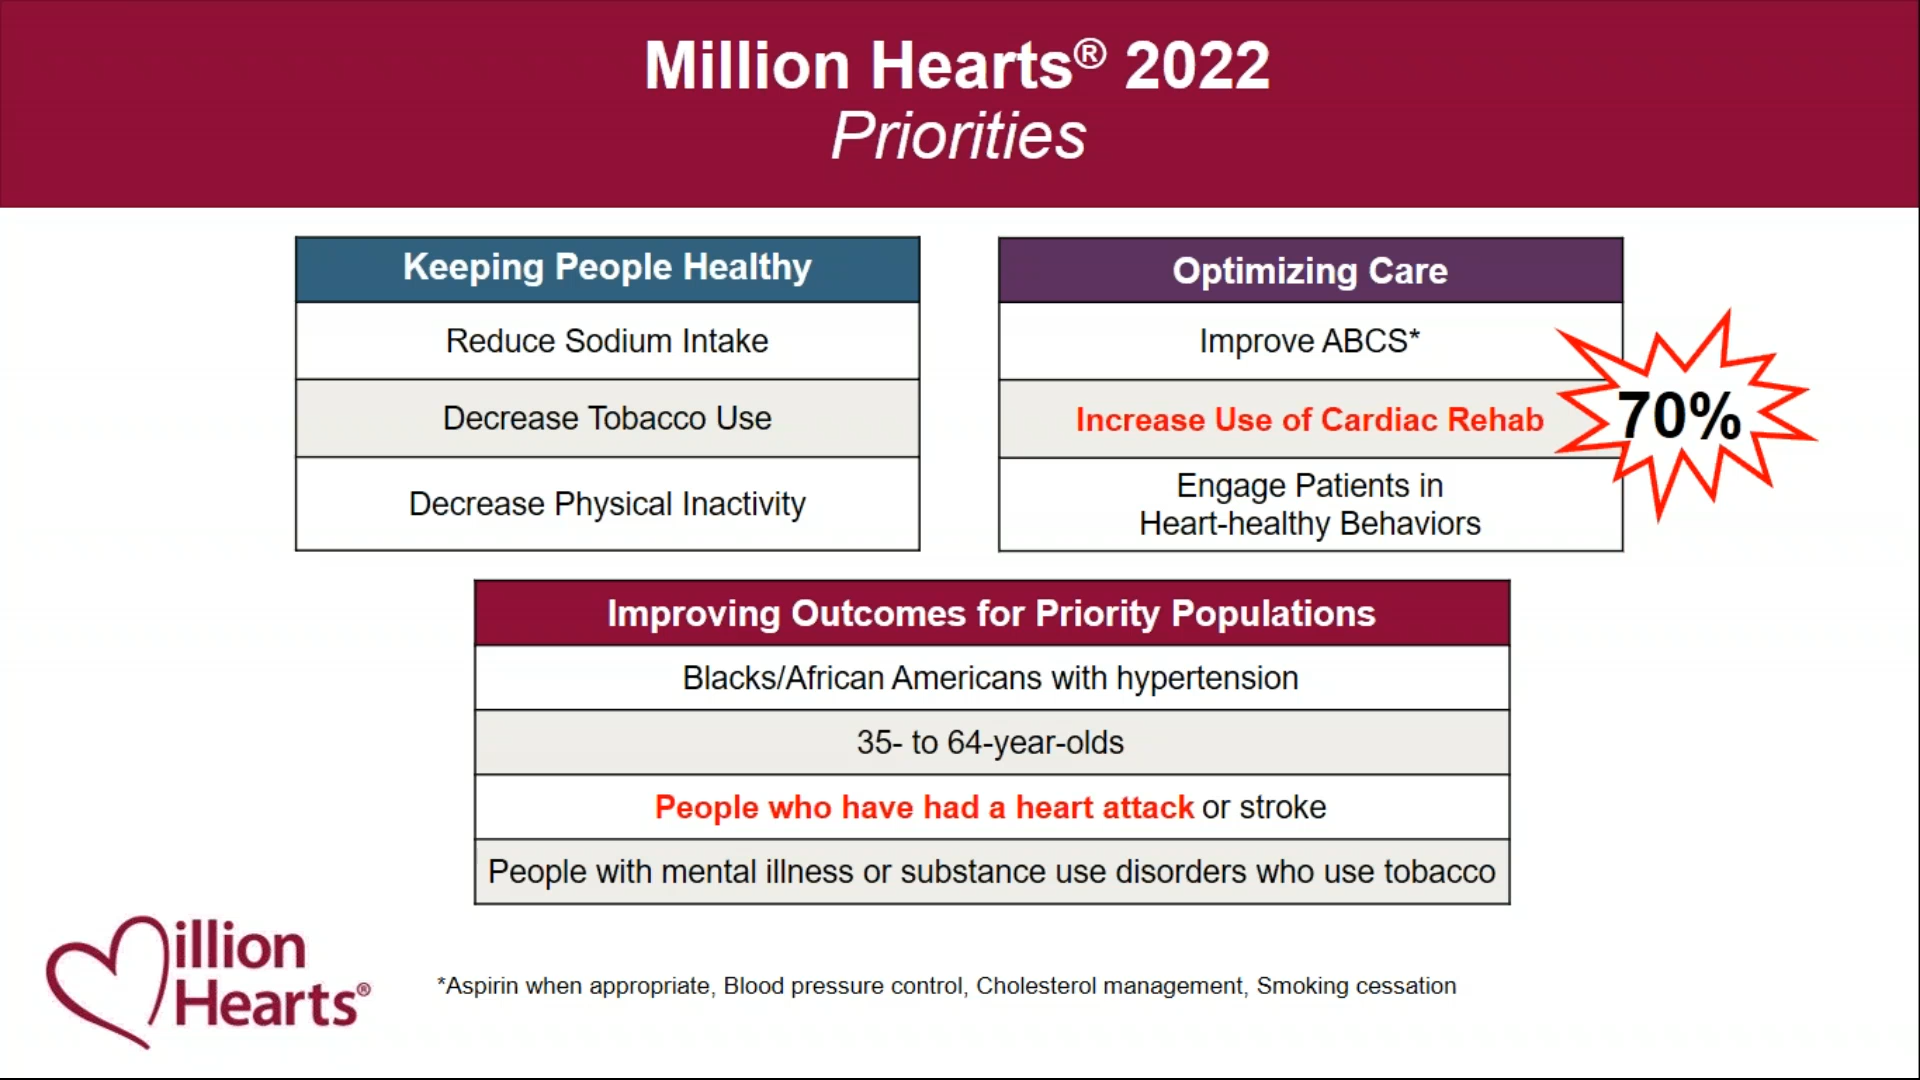 Million Hearts® 2022
Priorities
Keeping People Healthy
Reduce Sodium Intake
Decrease Tobacco Use
Decrease Physical Inactivity
Optimizing Care
Improve ABCS*
Increase Use of Cardiac Rehab
70%
Engage Patients in
Heart-healthy Behaviors
Improving Outcomes for Priority Populations
Blacks/African Americans with hypertension
35- to 64-year-olds
People who have had a heart attack or stroke
People with mental illness or substance use disorders who use tobacco
Million
Hearts®
*Aspirin when appropriate, Blood pressure control, Cholesterol management, Smoking cessation